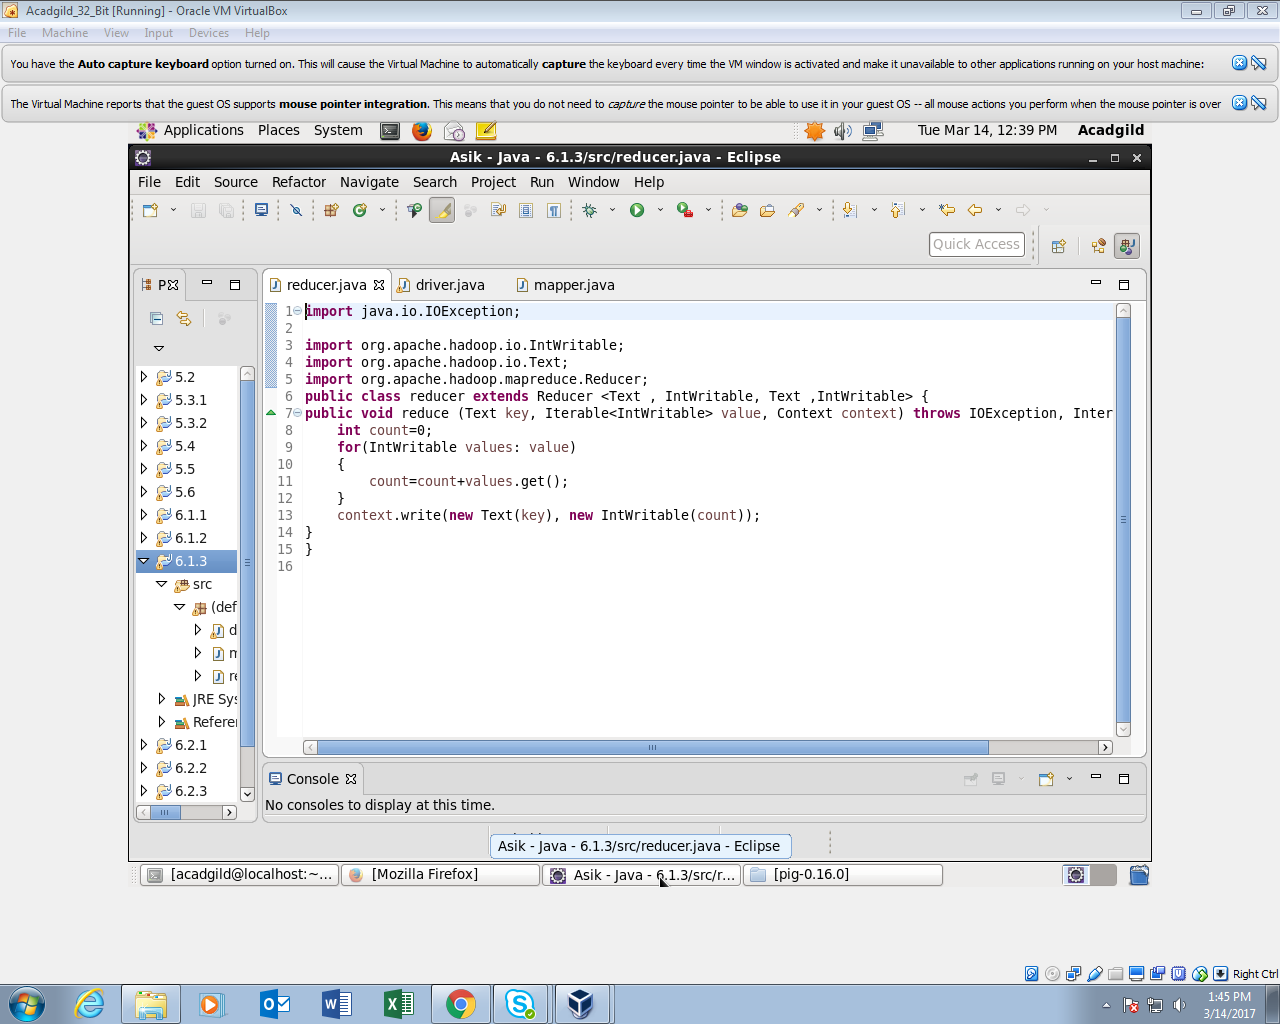 Acadgild_32_Bit [Running] - Oracle VM VirtualBox
File Machine View Input Devices Help
You have the Auto capture keyboard option turned on. This will cause the Virtual Machine to automatically capture the keyboard every time the VM window is activated and make it unavailable to other applications running on your host machine:
The Virtual Machine reports that the guest OS supports mouse pointer integration. This means that you do not need to capture the mouse pointer to be able to use it in your guest OS -- all mouse actions you perform when the mouse pointer is over
Applications Places System Tue Mar 14, 12:39 PM Acadgild
Asik - Java - 6.1.3/src/reducer.java - Eclipse
File Edit Source Refactor Navigate Search Project Run Window Help
Quick Access
P
reducer.java driver.java mapper.java
5.2
5.3.1
5.3.2
5.4
5.5
5.6
6.1.1
6.1.2
6.1.3
src
(def
d
m
re
JRE Sys
Referen
6.2.1
6.2.2
6.2.3
1 import java.io.IOException;
2
3 import org.apache.hadoop.io.IntWritable;
4 import org.apache.hadoop.io.Text;
5 import org.apache.hadoop.mapreduce.Reducer;
6 public class reducer extends Reducer <Text , IntWritable, Text ,IntWritable> {
7 public void reduce (Text key, Iterable<IntWritable> value, Context context) throws IOException, Inter
8 int count=0;
9 for(IntWritable values: value)
10 {
11 count=count+values.get();
12 }
13 context.write(new Text(key), new IntWritable(count));
14 }
15 }
16
Console
No consoles to display at this time.
Asik - Java - 6.1.3/src/reducer.java - Eclipse
[acadgild@localhost:~... [Mozilla Firefox] Asik - Java - 6.1.3/src/r... [pig-0.16.0]
Right Ctrl
1:45 PM
3/14/2017